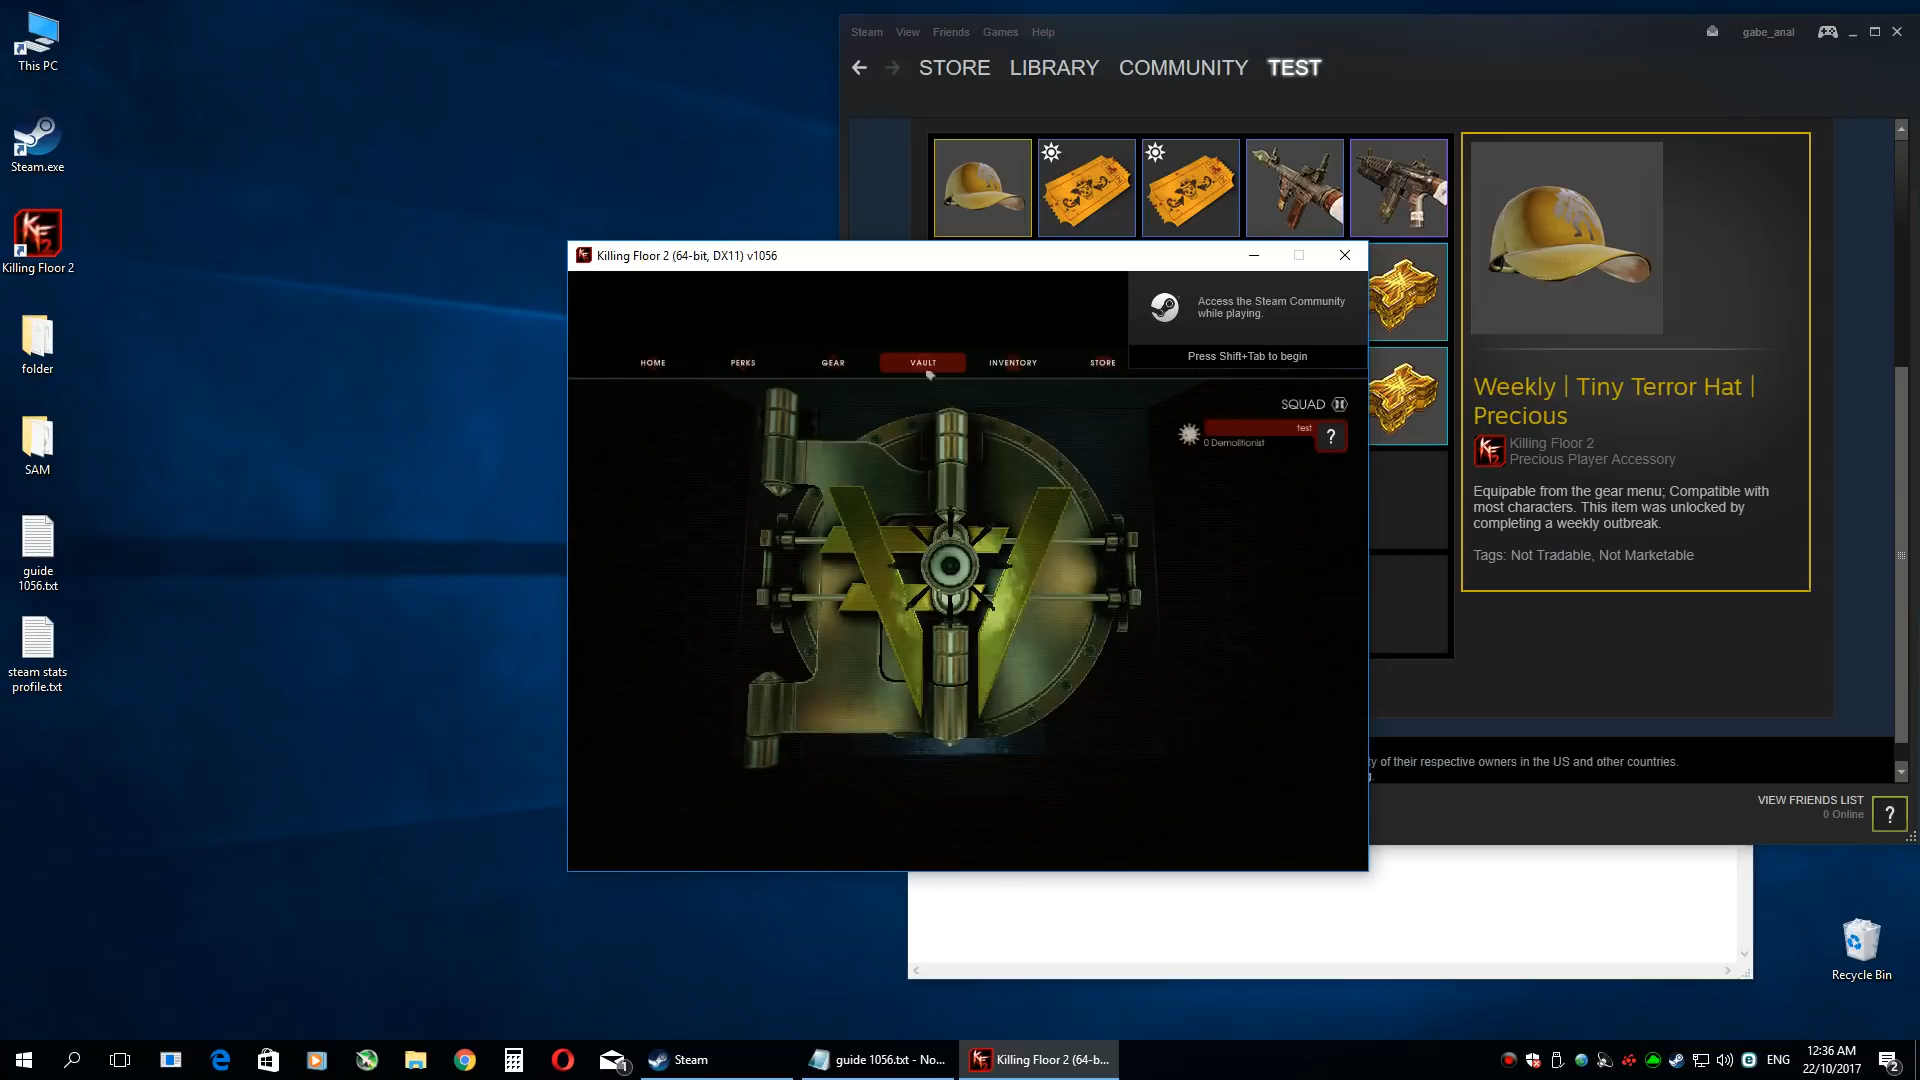 This PC
Steam.exe
Killing Floor 2
folder
SAM
guide
1056.txt
steam stats
profile.txt
Steam View Friends Games Help
gabe_anal
STORE LIBRARY COMMUNITY TEST
Weekly | Tiny Terror Hat |
Precious
Killing Floor 2
Precious Player Accessory
Equipable from the gear menu; Compatible with
most characters. This item was unlocked by
completing a weekly outbreak.
Tags: Not Tradable, Not Marketable
Killing Floor 2 (64-bit, DX11) v1056
Access the Steam Community
while playing.
Press Shift+Tab to begin
HOME PERKS GEAR VAULT INVENTORY STORE
SQUAD
test
0 Demolitionist
?
y of their respective owners in the US and other countries.
VIEW FRIENDS LIST
0 Online
?
Recycle Bin
Steam
guide 1056.txt - No...
Killing Floor 2 (64-b...
ENG
12:36 AM
22/10/2017
2
1